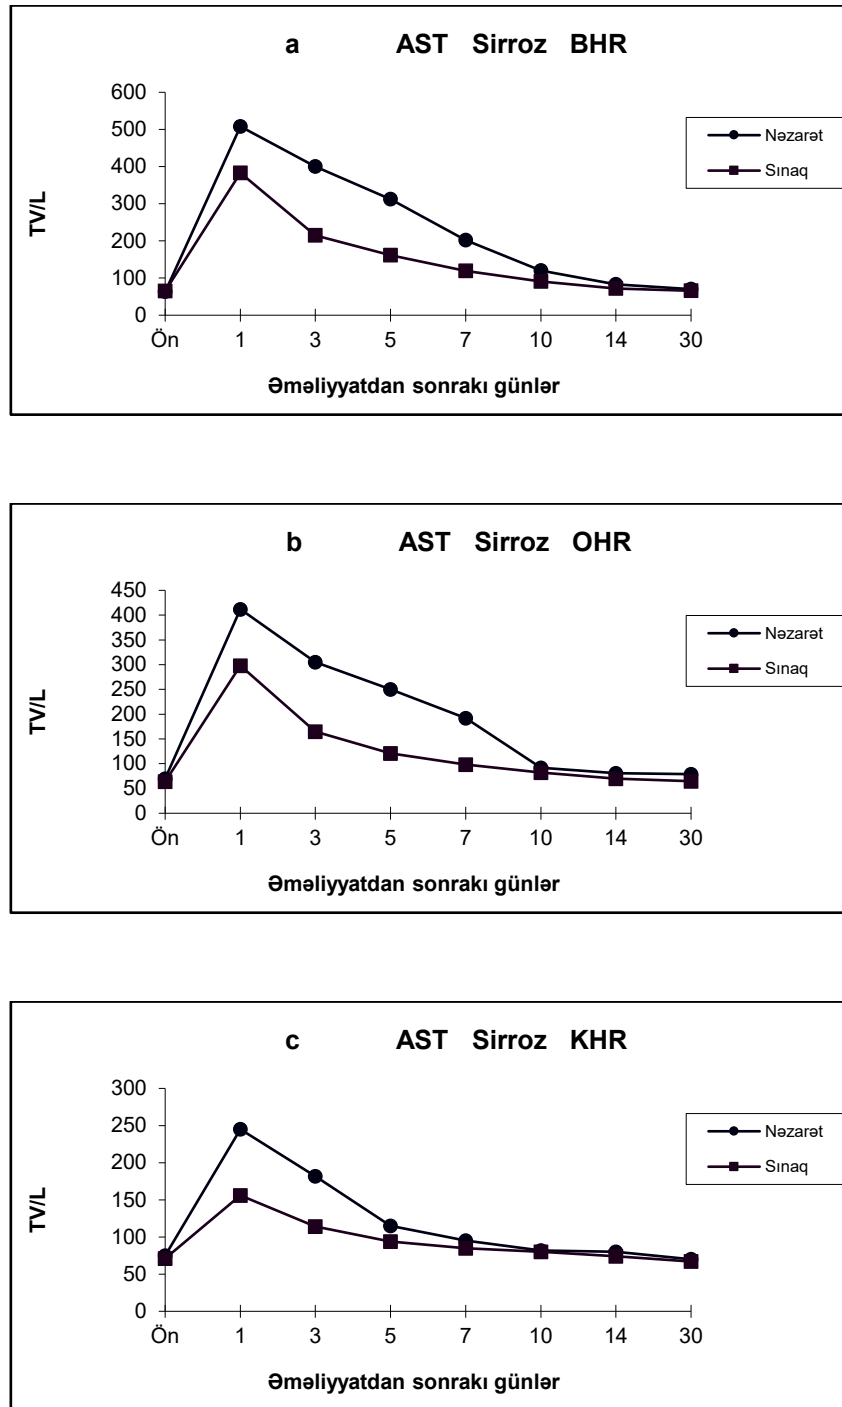 a AST Sirroz BHR
600
500
400
300
200
100
0
TV/L
Ön 1 3 5 7 10 14 30
Əməliyyatdan sonrakı günlər
Nəzarət
Sınaq
b AST Sirroz OHR
450
400
350
300
250
200
150
100
50
0
TV/L
Ön 1 3 5 7 10 14 30
Əməliyyatdan sonrakı günlər
Nəzarət
Sınaq
c AST Sirroz KHR
300
250
200
150
100
50
0
TV/L
Ön 1 3 5 7 10 14 30
Əməliyyatdan sonrakı günlər
Nəzarət
Sınaq